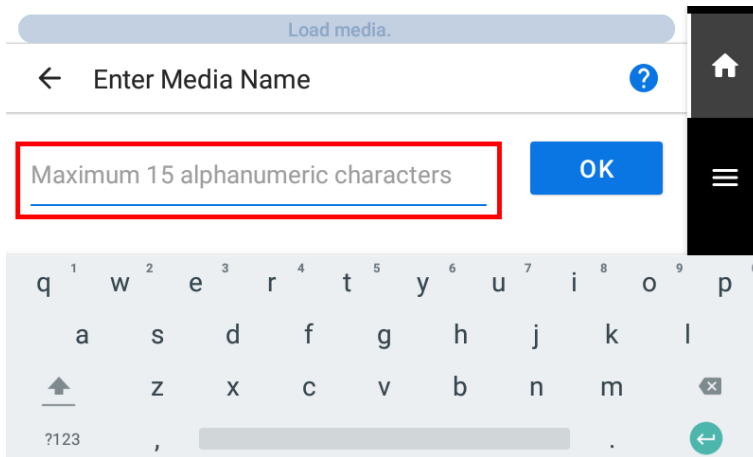 Load media.
Enter Media Name
Maximum 15 alphanumeric characters
OK
q 1 w 2 e 3 r 4 t 5 y 6 u 7 i 8 o 9 p
a s d f g h j k l
z x c v b n m
?123 , .